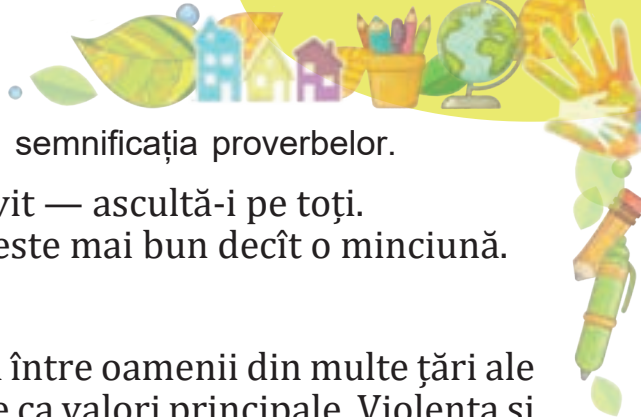 semnificația proverbelor.
vit — ascultă-i pe toți.
este mai bun decît o minciună.
între oamenii din multe țări ale
ca valori principale. Violența și